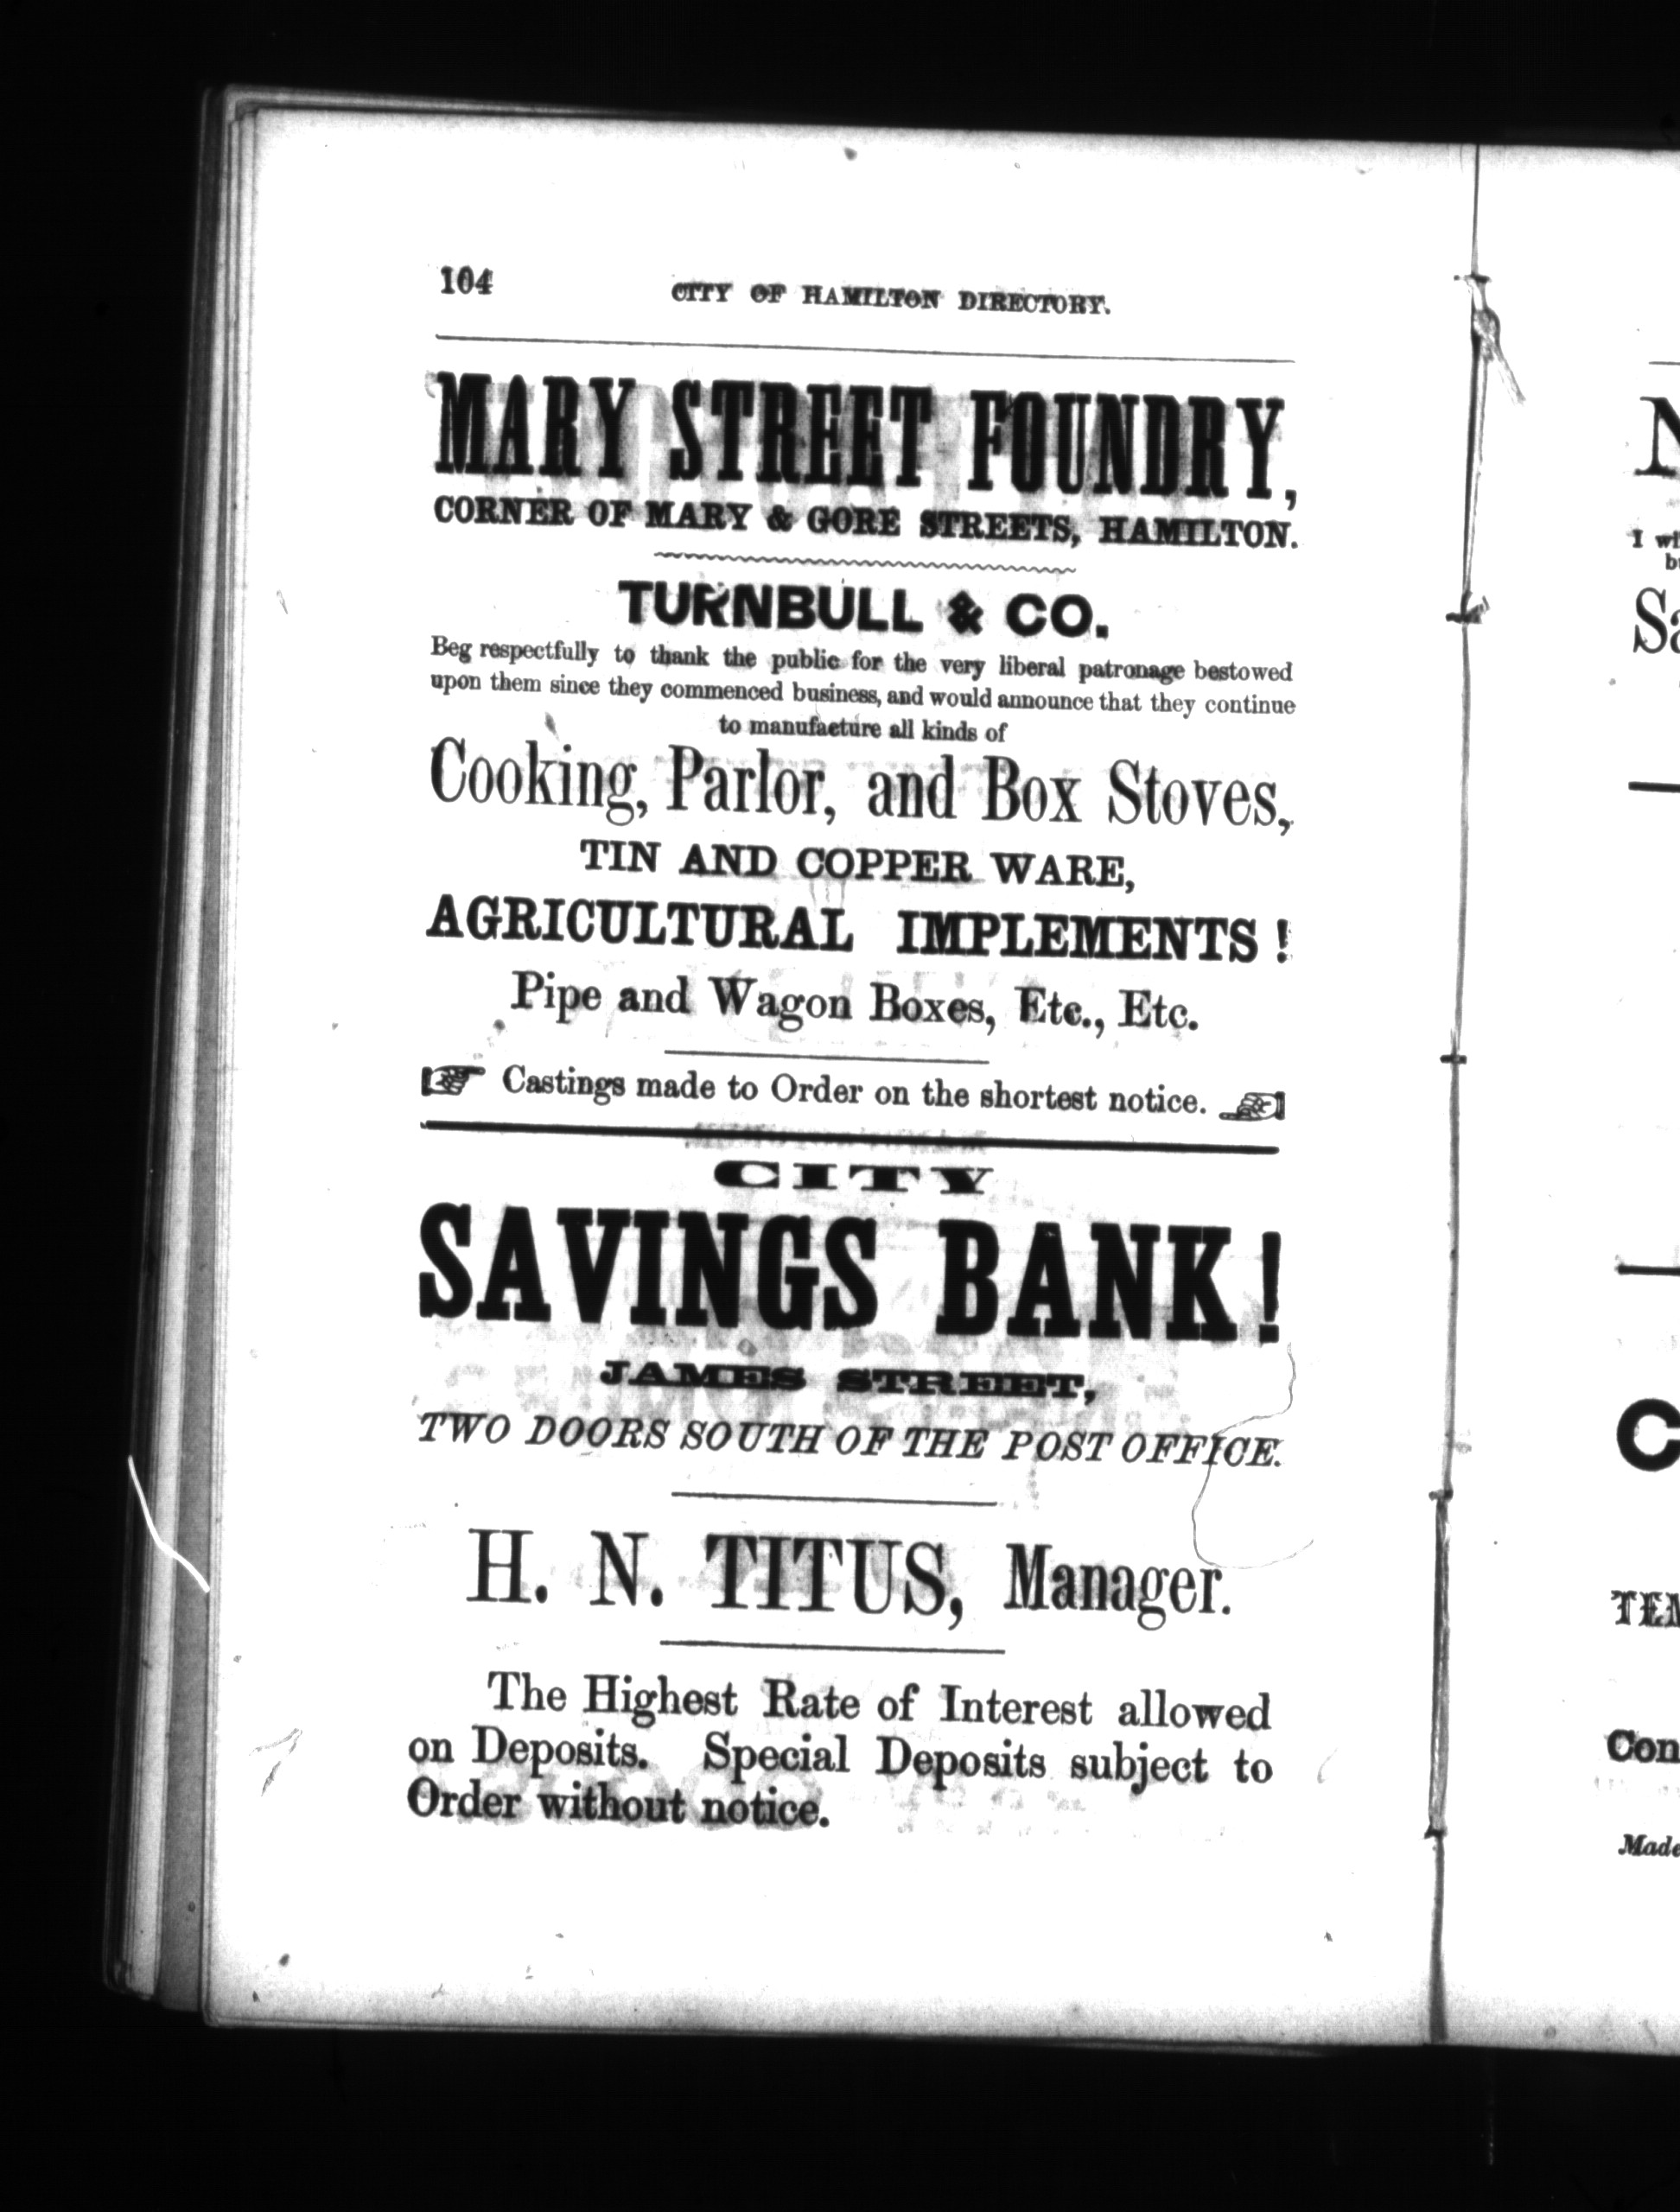 104 CITY OF HAMILTON DIRECTORY.
MARY STREET FOUNDRY,
CORNER OF MARY & GORE STREETS, HAMILTON.
TURNBULL & CO.
Beg respectfully to thank the public for the very liberal patronage bestowed
upon them since they commenced business, and would announce that they continue
to manufacture all kinds of
Cooking, Parlor, and Box Stoves,
TIN AND COPPER WARE,
AGRICULTURAL IMPLEMENTS !
Pipe and Wagon Boxes, Etc., Etc.
☞ Castings made to Order on the shortest notice. ☜
CITY
SAVINGS BANK!
JAMES STREET,
TWO DOORS SOUTH OF THE POST OFFICE.
H. N. TITUS, Manager.
The Highest Rate of Interest allowed
on Deposits. Special Deposits subject to
Order without notice.
I
Con
Made